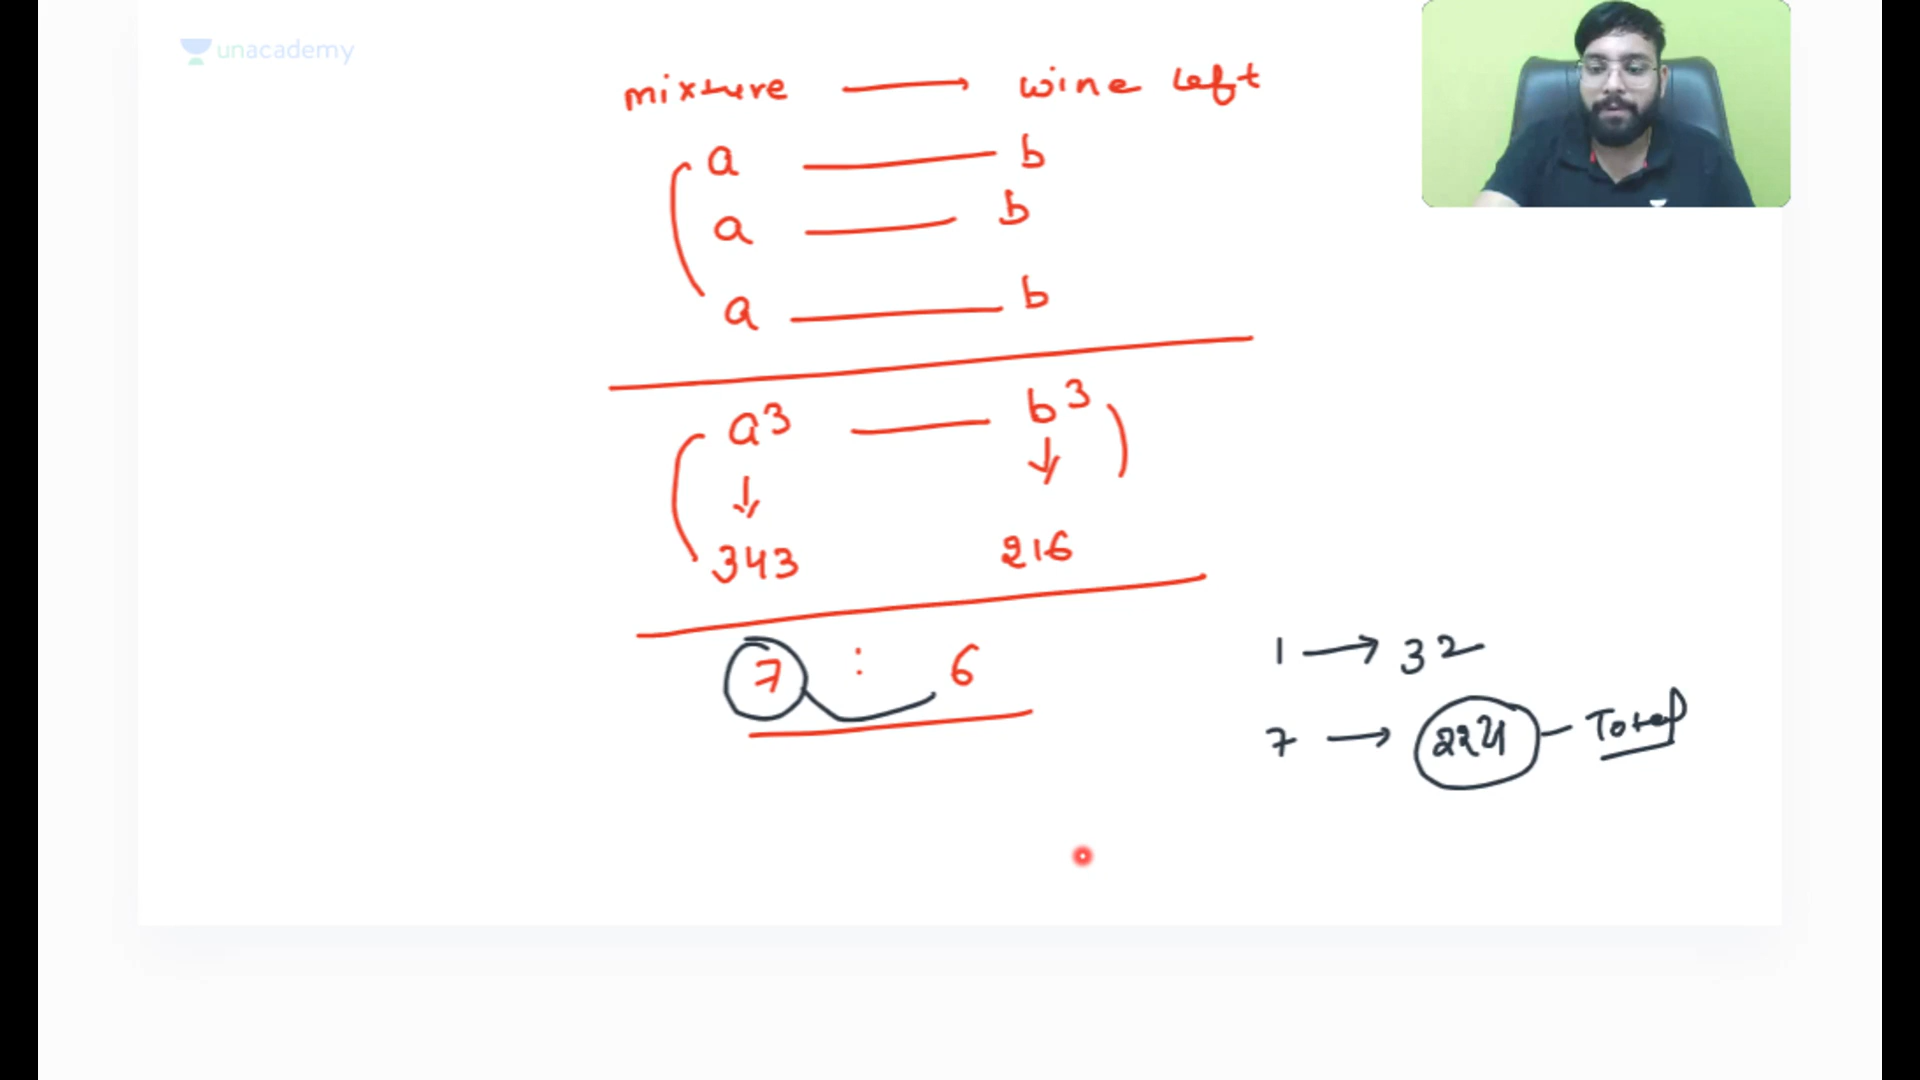 unacademy
mixture → wine left
a — b
a — b
a — b
a³ — b³
↓ ↓
343 216
7 : 6
1 → 32
7 → 224 — Total